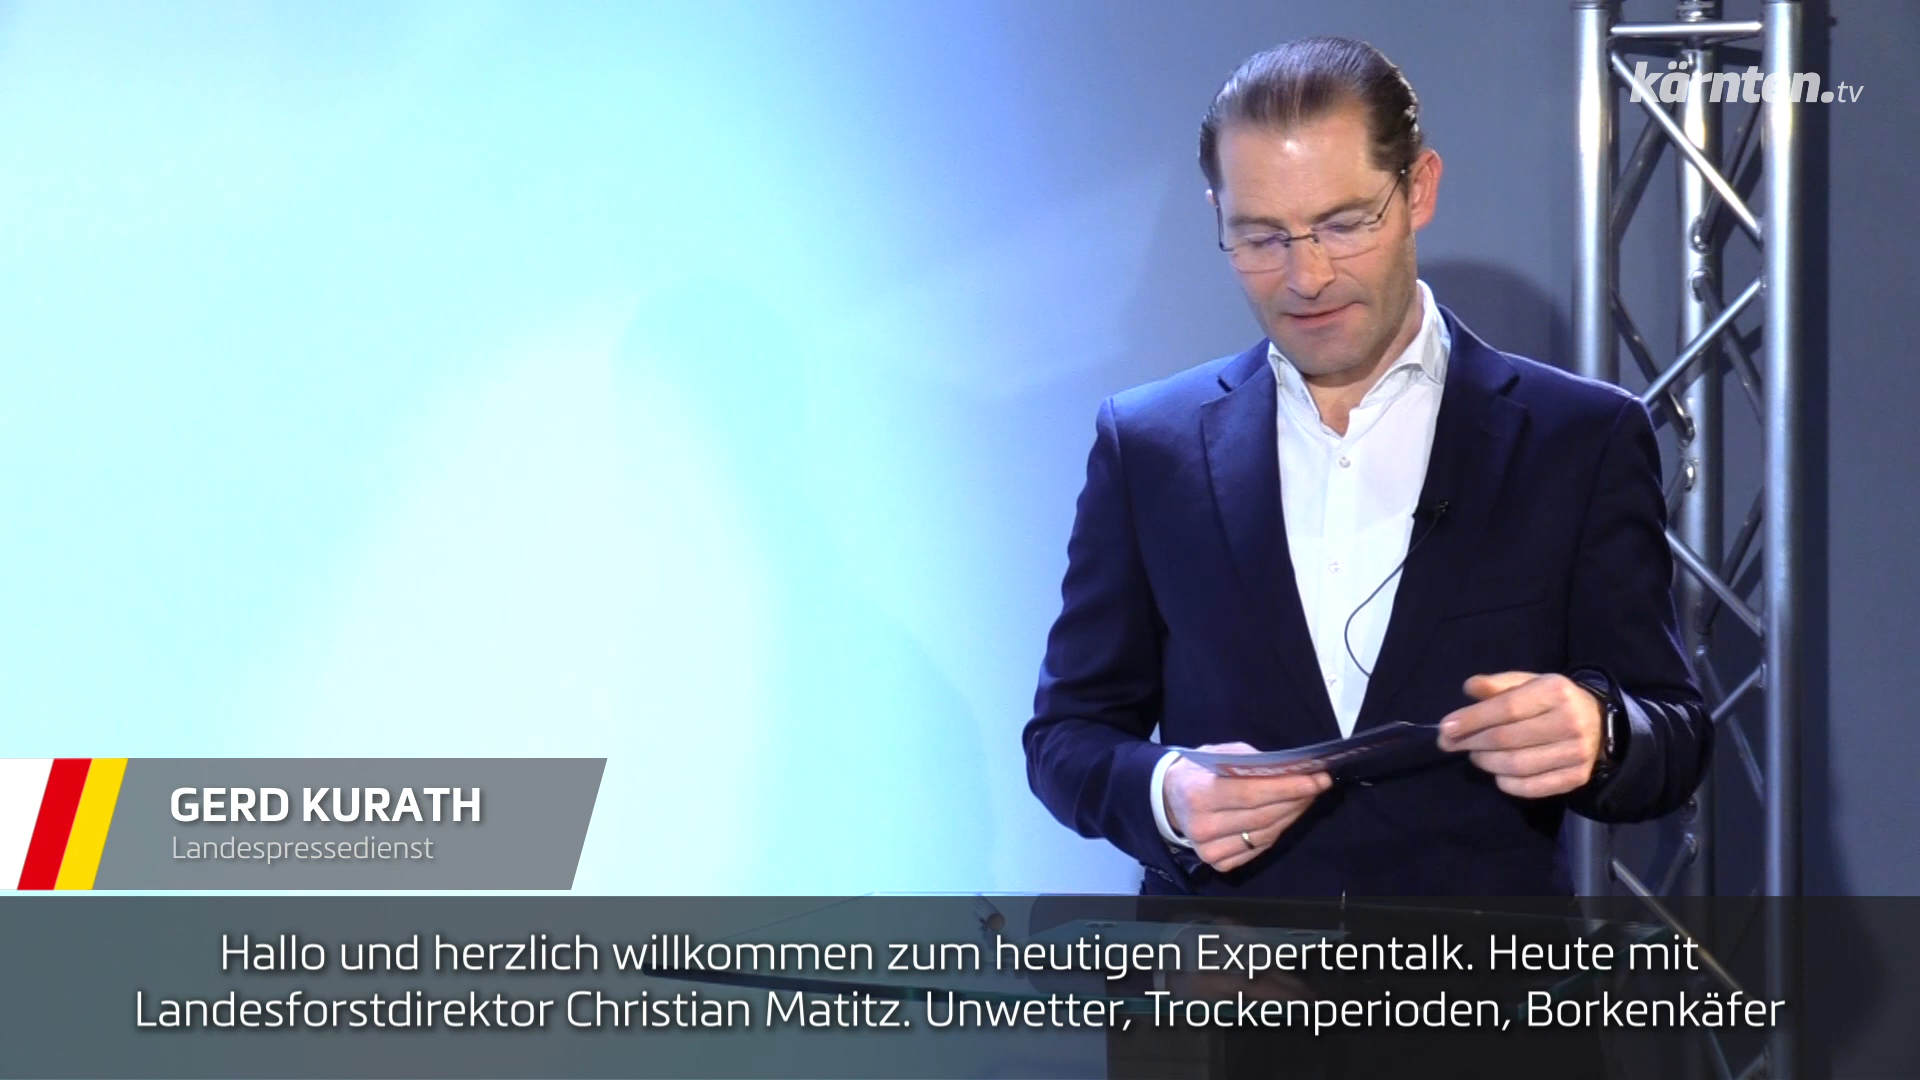 kärnten.tv
GERD KURATH
Landespressedienst
Hallo und herzlich willkommen zum heutigen Expertentalk. Heute mit
Landesforstdirektor Christian Matitz. Unwetter, Trockenperioden, Borkenkäfer